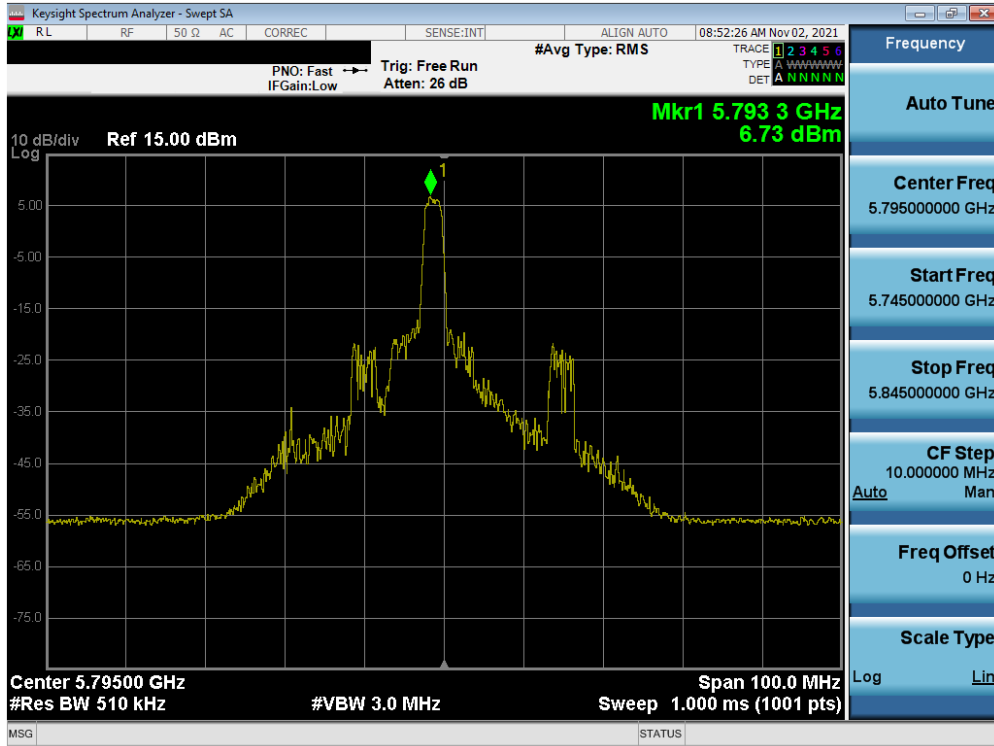 Keysight Spectrum Analyzer - Swept SA
LXI RL RF 50 Ω AC CORREC SENSE:INT ALIGN AUTO 08:52:26 AM Nov 02, 2021
#Avg Type: RMS TRACE 1 2 3 4 5 6
PNO: Fast Trig: Free Run TYPE A WWWWW
IFGain:Low Atten: 26 dB DET A N N N N N
Mkr1 5.793 3 GHz
6.73 dBm
10 dB/div Ref 15.00 dBm
Log
1
5.00
-5.00
-15.0
-25.0
-35.0
-45.0
-55.0
-65.0
-75.0
Center 5.79500 GHz Span 100.0 MHz
#Res BW 510 kHz #VBW 3.0 MHz Sweep 1.000 ms (1001 pts)
MSG STATUS
Frequency
Auto Tune
Center Freq
5.795000000 GHz
Start Freq
5.745000000 GHz
Stop Freq
5.845000000 GHz
CF Step
10.000000 MHz
Auto Man
Freq Offset
0 Hz
Scale Type
Log Lin